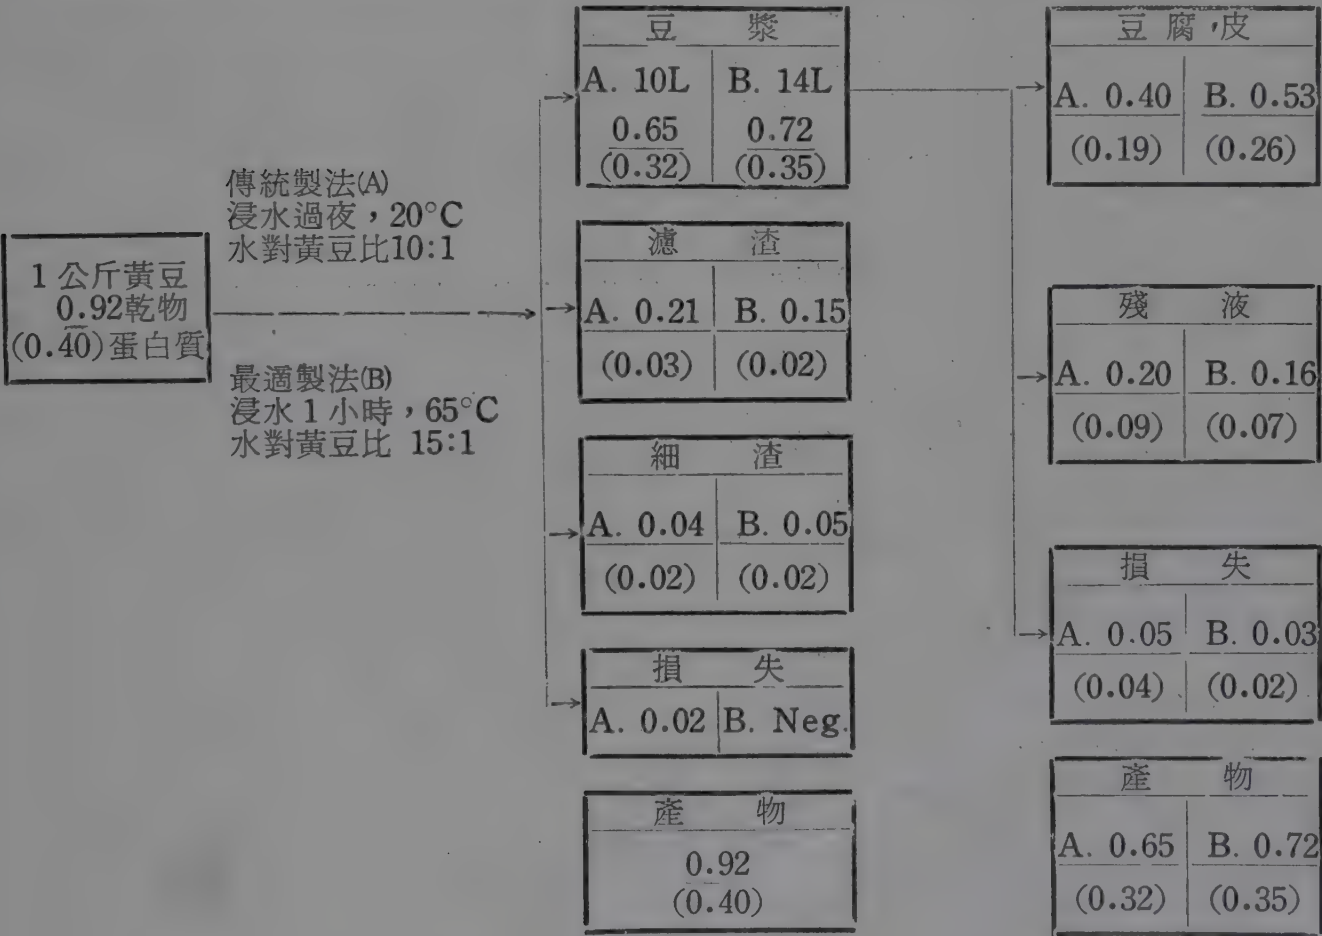 1 公斤黃豆
0.92乾物
(0.40)蛋白質
傳統製法(A)
浸水過夜，20°C
水對黃豆比10:1
最適製法(B)
浸水 1 小時，65°C
水對黃豆比 15:1
豆 漿
A. 10L B. 14L
0.65 0.72
(0.32) (0.35)
濾 渣
A. 0.21 B. 0.15
(0.03) (0.02)
細 渣
A. 0.04 B. 0.05
(0.02) (0.02)
損 失
A. 0.02 B. Neg.
產 物
0.92
(0.40)
豆腐,皮
A. 0.40 B. 0.53
(0.19) (0.26)
殘 液
A. 0.20 B. 0.16
(0.09) (0.07)
損 失
A. 0.05 B. 0.03
(0.04) (0.02)
產 物
A. 0.65 B. 0.72
(0.32) (0.35)